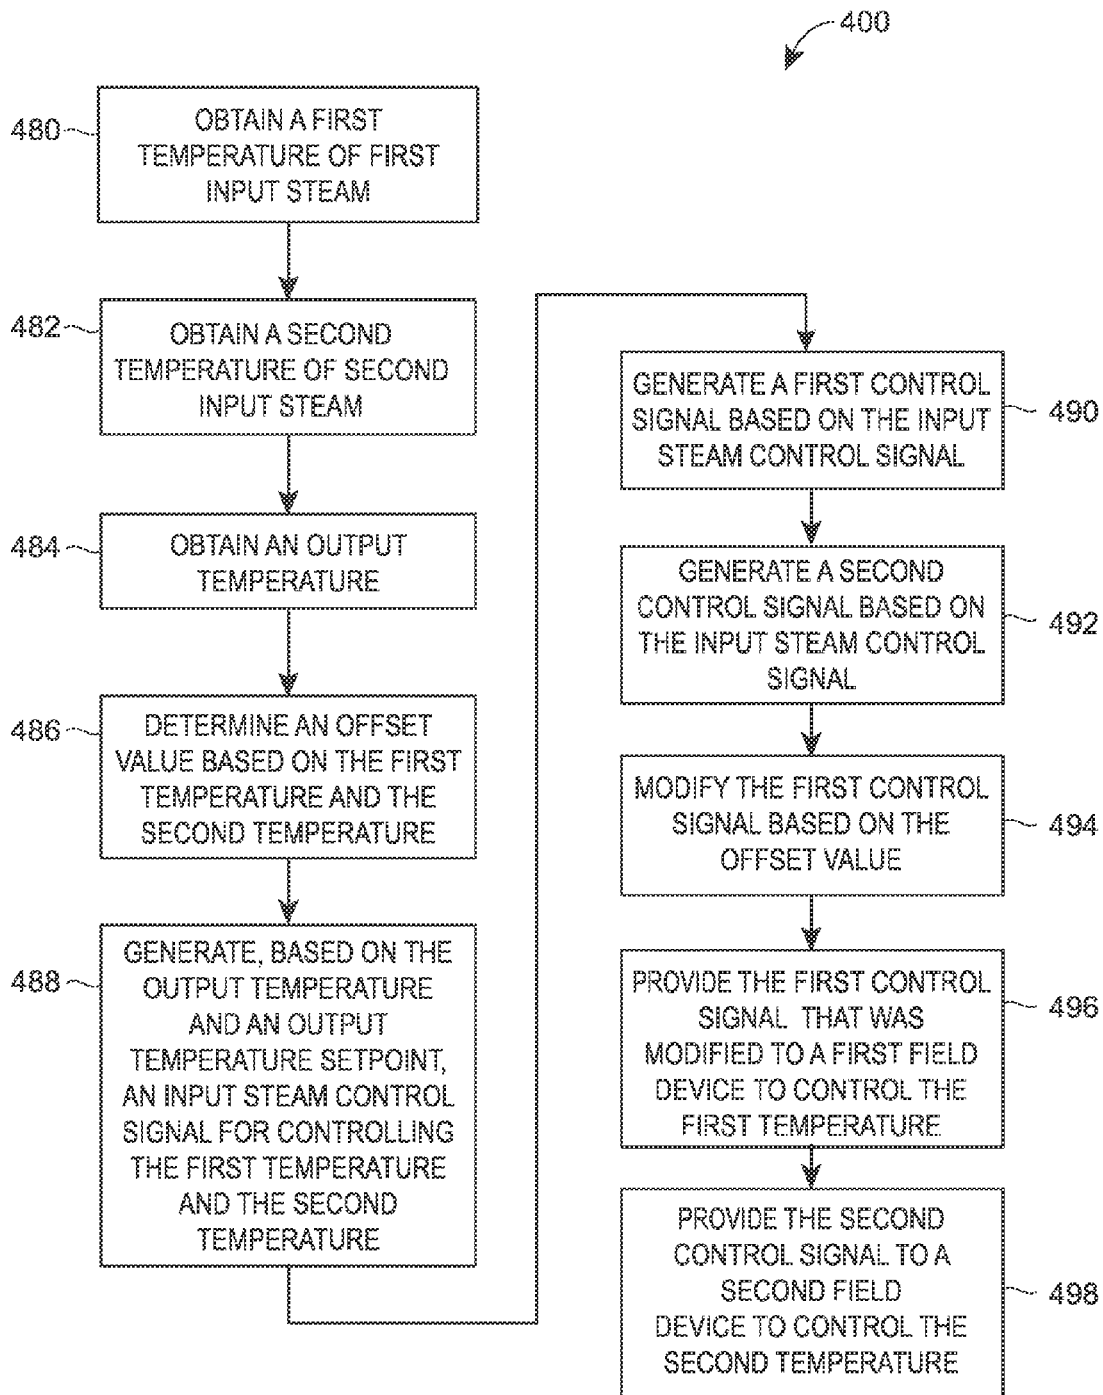 400
480
OBTAIN A FIRST
TEMPERATURE OF FIRST
INPUT STEAM
482
OBTAIN A SECOND
TEMPERATURE OF SECOND
INPUT STEAM
484
OBTAIN AN OUTPUT
TEMPERATURE
486
DETERMINE AN OFFSET
VALUE BASED ON THE FIRST
TEMPERATURE AND THE
SECOND TEMPERATURE
488
GENERATE, BASED ON THE
OUTPUT TEMPERATURE
AND AN OUTPUT
TEMPERATURE SETPOINT,
AN INPUT STEAM CONTROL
SIGNAL FOR CONTROLLING
THE FIRST TEMPERATURE
AND THE SECOND
TEMPERATURE
GENERATE A FIRST CONTROL
SIGNAL BASED ON THE INPUT
STEAM CONTROL SIGNAL
490
GENERATE A SECOND
CONTROL SIGNAL BASED ON
THE INPUT STEAM CONTROL
SIGNAL
492
MODIFY THE FIRST CONTROL
SIGNAL BASED ON THE
OFFSET VALUE
494
PROVIDE THE FIRST CONTROL
SIGNAL THAT WAS
MODIFIED TO A FIRST FIELD
DEVICE TO CONTROL THE
FIRST TEMPERATURE
496
PROVIDE THE SECOND
CONTROL SIGNAL TO A
SECOND FIELD
DEVICE TO CONTROL THE
SECOND TEMPERATURE
498